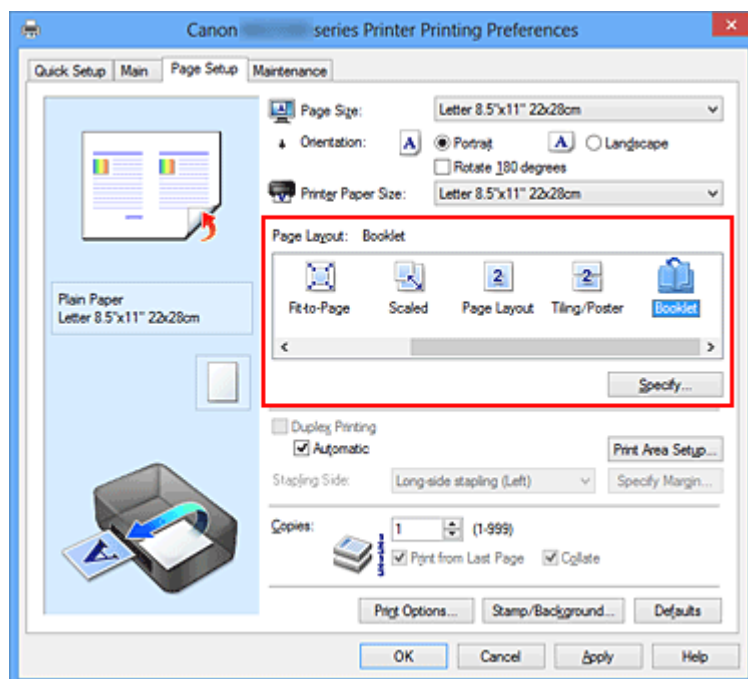 Canon series Printer Printing Preferences
Quick Setup Main Page Setup Maintenance
Page Size: Letter 8.5"x11" 22x28cm
Orientation: A Portrait A Landscape
Rotate 180 degrees
Printer Paper Size: Letter 8.5"x11" 22x28cm
Page Layout: Booklet
2 2
Fit-to-Page Scaled Page Layout Tiling/Poster Booklet
Plain Paper
Letter 8.5"x11" 22x28cm
Specify...
Duplex Printing
Automatic Print Area Setup...
Stapling Side: Long-side stapling (Left) Specify Margin...
Copies: 1 (1-999)
Print from Last Page Collate
A
Print Options... Stamp/Background... Defaults
OK Cancel Apply Help